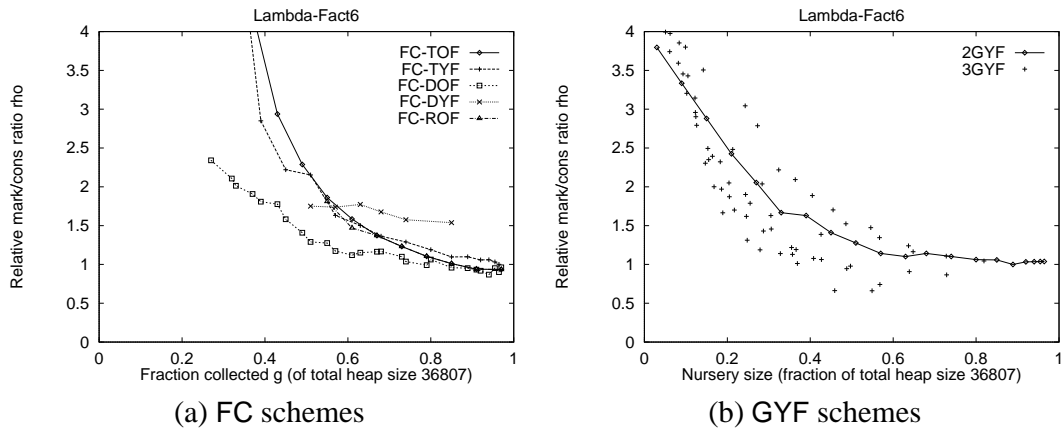 Lambda-Fact6
Relative mark/cons ratio rho
4
3.5
3
2.5
2
1.5
1
0.5
0
FC-TOF
FC-TYF
FC-DOF
FC-DYF
FC-ROF
0 0.2 0.4 0.6 0.8 1
Fraction collected g (of total heap size 36807)
(a) FC schemes
Lambda-Fact6
Relative mark/cons ratio rho
4
3.5
3
2.5
2
1.5
1
0.5
0
2GYF
3GYF
0 0.2 0.4 0.6 0.8 1
Nursery size (fraction of total heap size 36807)
(b) GYF schemes